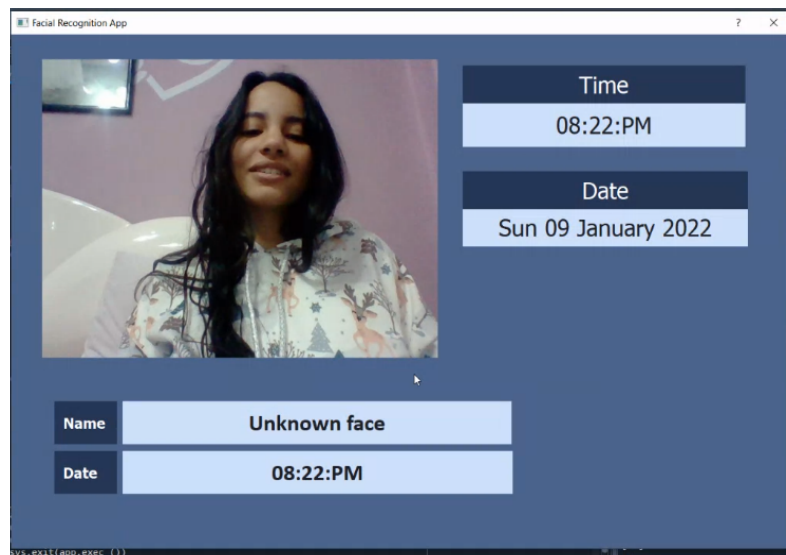 Facial Recognition App
Time
08:22:PM
Date
Sun 09 January 2022
Name
Unknown face
Date
08:22:PM
sys.exit(app.exec_())